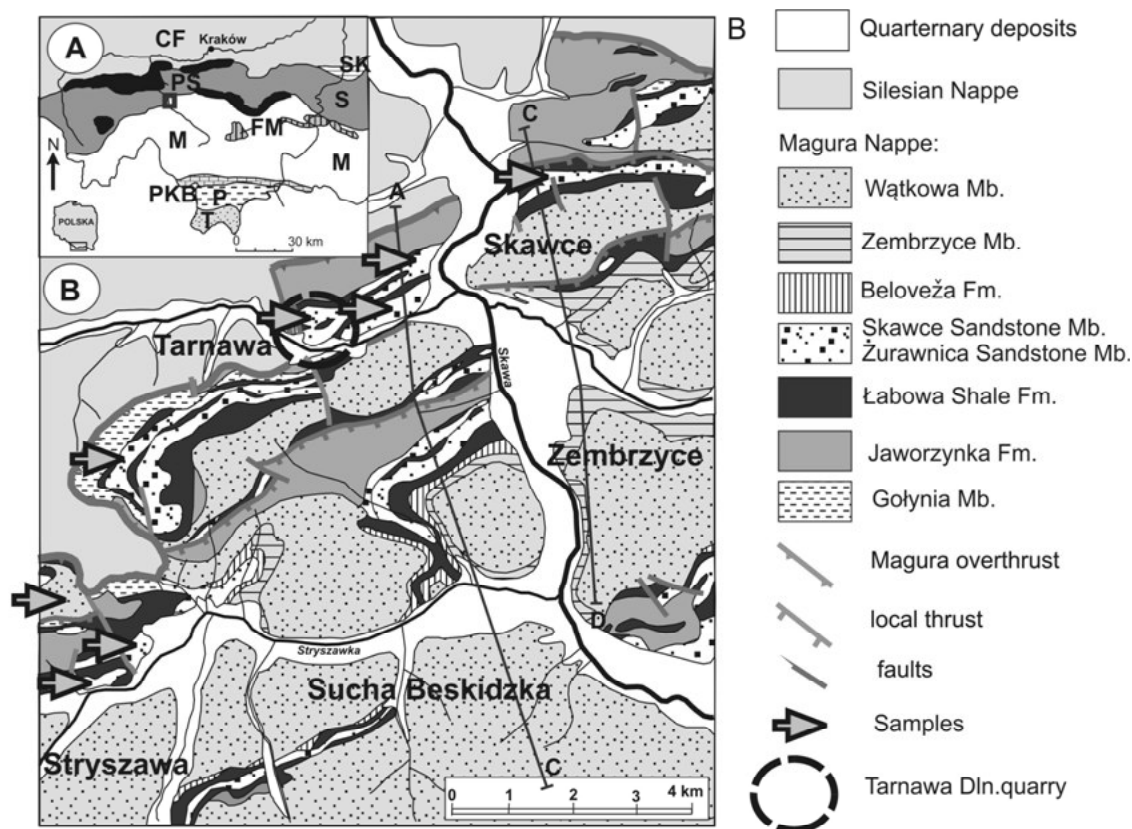 A
CF
Kraków
SK
PS
S
FM
M
M
N
PKB
P
T
POLSKA
0 30 km
B
C
A
Skawce
Tarnawa
Skawa
Zembrzyce
D
Stryszawka
Sucha Beskidzka
C
Stryszawa
0 1 2 3 4 km
B
Quarternary deposits
Silesian Nappe
Magura Nappe:
Wątkowa Mb.
Zembrzyce Mb.
Beloveža Fm.
Skawce Sandstone Mb.
Żurawnica Sandstone Mb.
Łabowa Shale Fm.
Jaworzynka Fm.
Gołynia Mb.
Magura overthrust
local thrust
faults
Samples
Tarnawa Dln.quarry